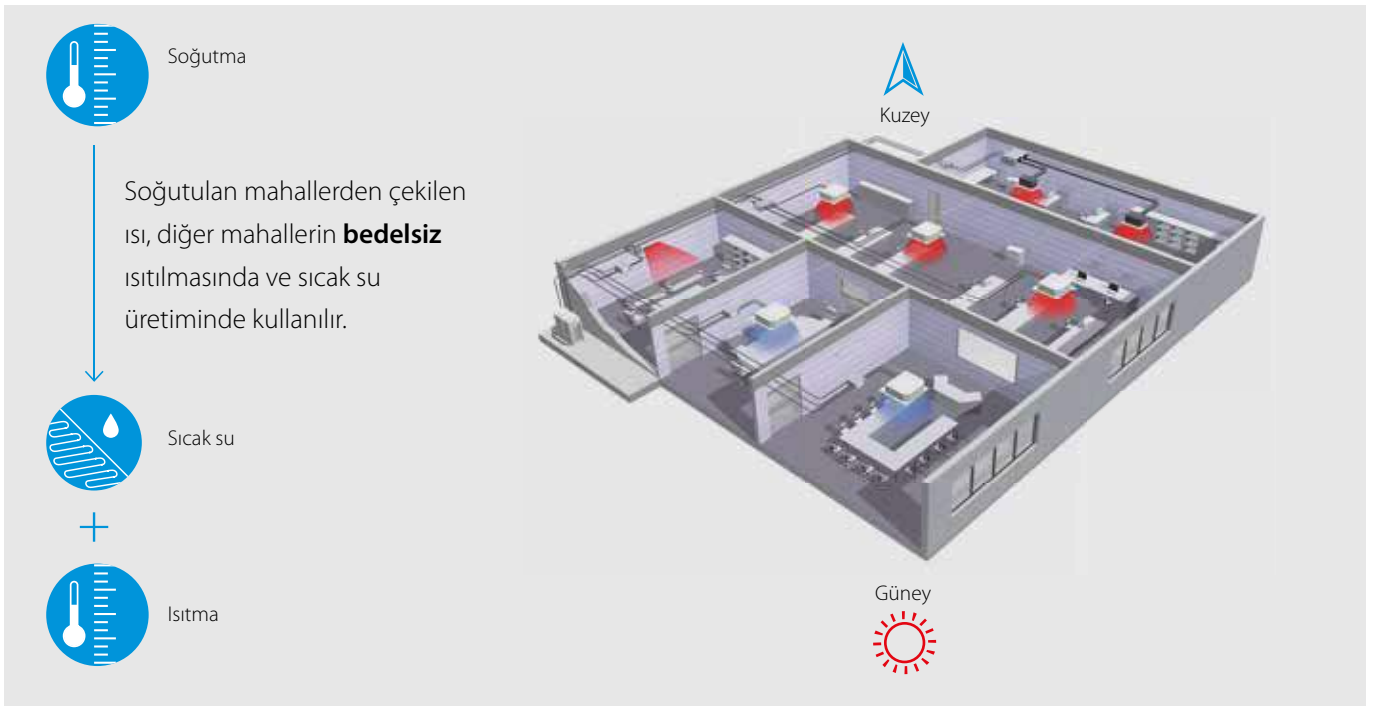 Soğutma
Soğutulan mahallerden çekilen
ısı, diğer mahallerin bedelsiz
ısıtılmasında ve sıcak su
üretiminde kullanılır.
Sıcak su
Isıtma
Kuzey
Güney